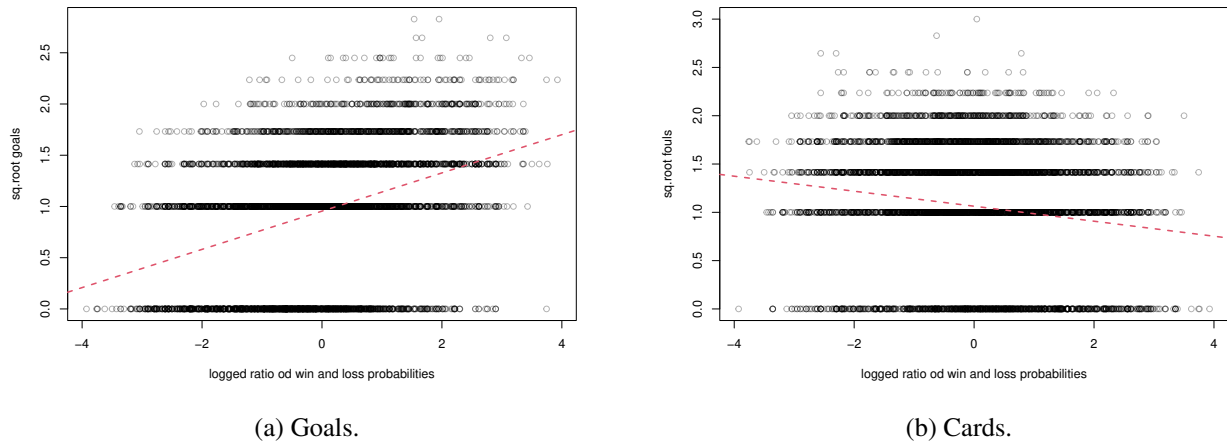 sq.root goals
2.5
2.0
1.5
1.0
0.5
0.0
−4 −2 0 2 4
logged ratio od win and loss probabilities
(a) Goals.
sq.root fouls
3.0
2.5
2.0
1.5
1.0
0.5
0.0
−4 −2 0 2 4
logged ratio od win and loss probabilities
(b) Cards.